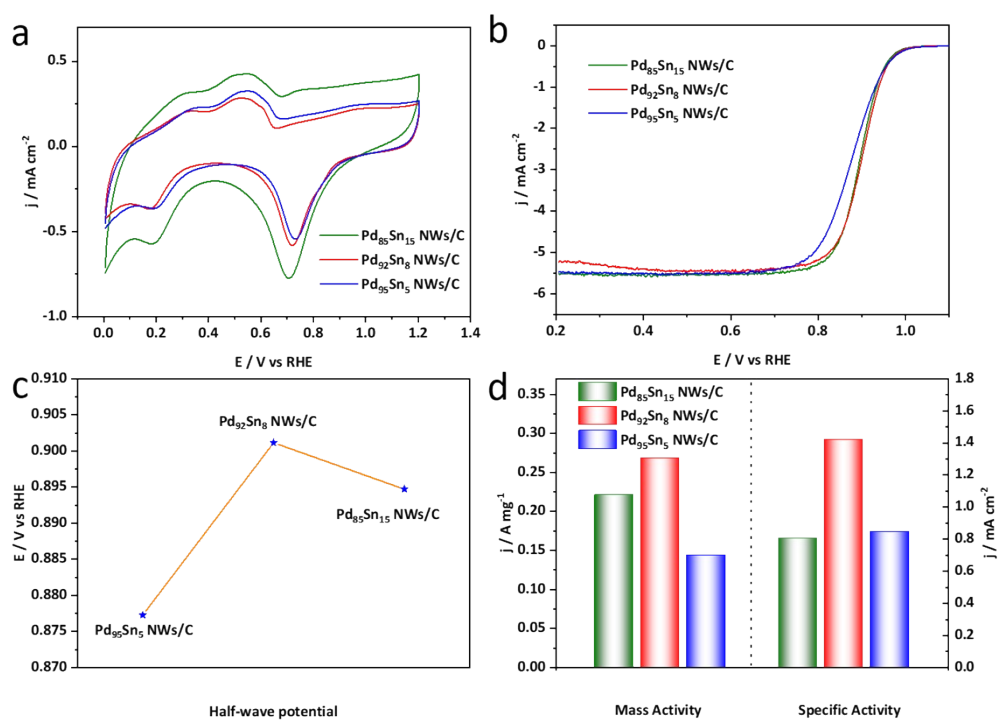 a
0.5
0.0
-0.5
-1.0
j / mA cm-2
Pd85Sn15 NWs/C
Pd92Sn8 NWs/C
Pd95Sn5 NWs/C
0.0 0.2 0.4 0.6 0.8 1.0 1.2
E / V vs RHE
b
0
-1
-2
-3
-4
-5
-6
j / mA cm-2
Pd85Sn15 NWs/C
Pd92Sn8 NWs/C
Pd95Sn5 NWs/C
0.2 0.4 0.6 0.8 1.0
E / V vs RHE
c
0.910
0.905
0.900
0.895
0.890
0.885
0.880
0.875
0.870
E / V vs RHE
Pd92Sn8 NWs/C
Pd85Sn15 NWs/C
Pd95Sn5 NWs/C
Half-wave potential
d
0.35
0.30
0.25
0.20
0.15
0.10
0.05
0.00
j / A mg-1
Pd85Sn15 NWs/C
Pd92Sn8 NWs/C
Pd95Sn5 NWs/C
1.8
1.6
1.4
1.2
1.0
0.8
0.6
0.4
0.2
0.0
j / mA cm-2
Mass Activity Specific Activity